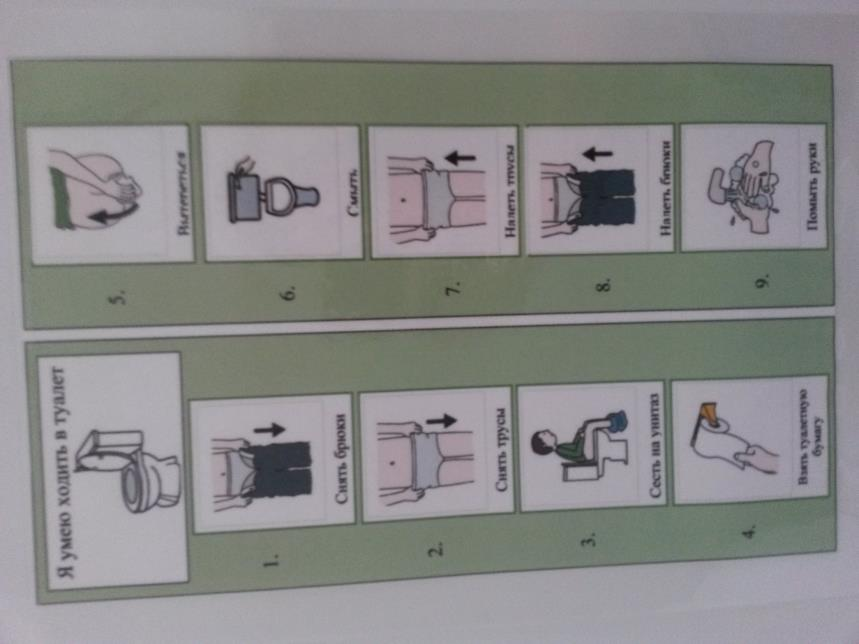 Я умею ходить в туалет
1.
Снять брюки
2.
Снять трусы
3.
Сесть на унитаз
4.
Взять туалетную
бумагу
5.
Вытереться
6.
Смыть
7.
Надеть трусы
8.
Надеть брюки
9.
Помыть руки